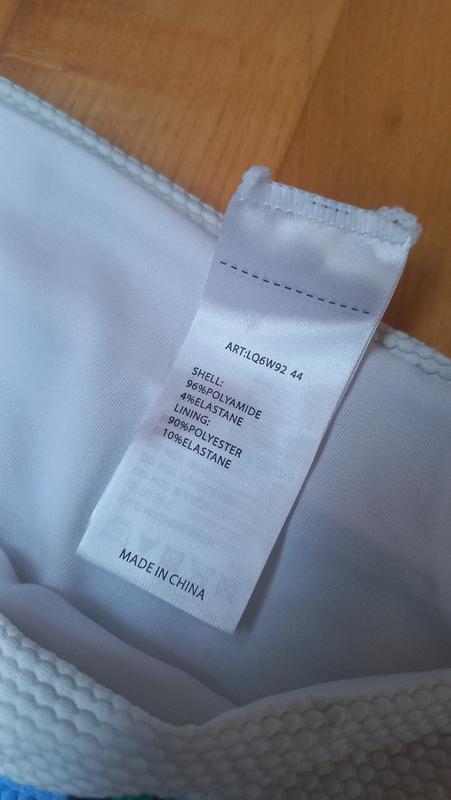 ART:LQ6W92 44
SHELL:
96%POLYAMIDE
4%ELASTANE
LINING:
90%POLYESTER
10%ELASTANE
MADE IN CHINA